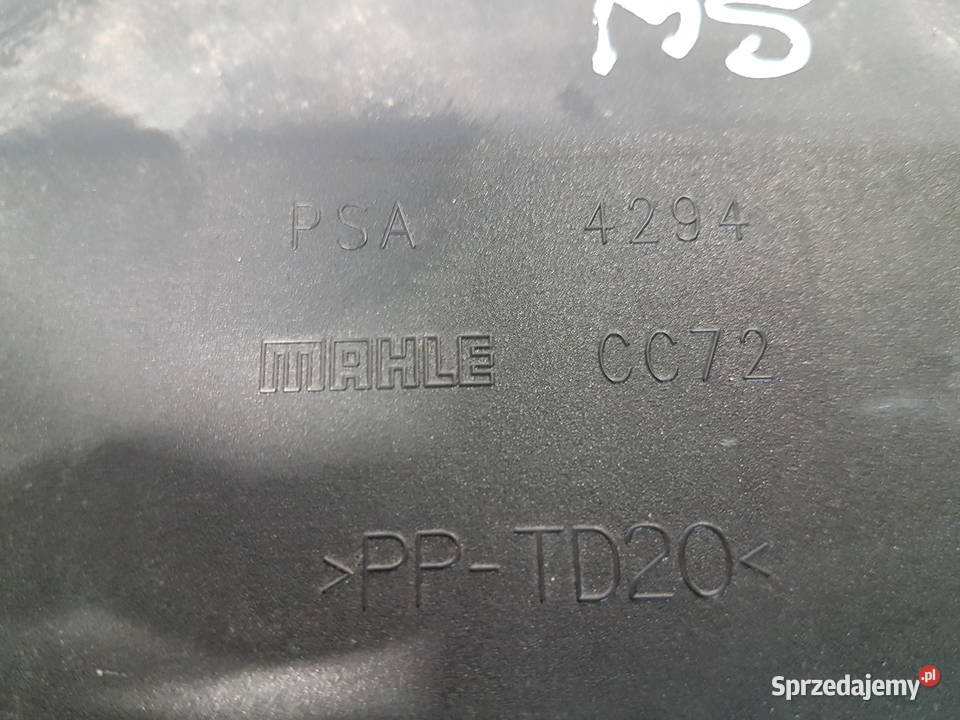 M5
PSA 4294
MAHLE CC72
>PP-TD20<
Sprzedajemy.pl